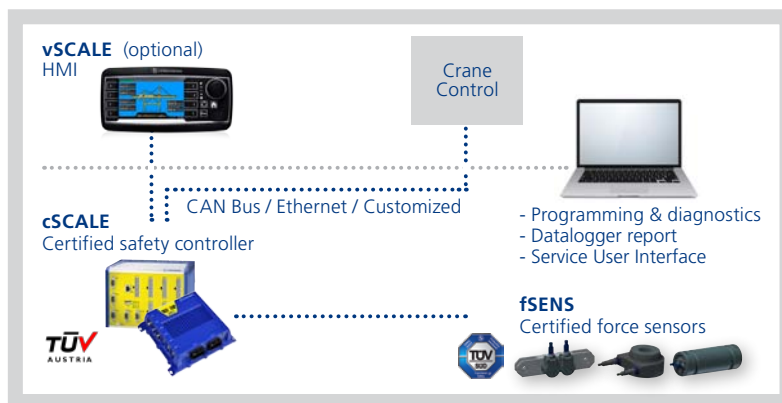 vSCALE (optional)
HMI
Crane
Control
CAN Bus / Ethernet / Customized
cSCALE
Certified safety controller
- Programming & diagnostics
- Datalogger report
- Service User Interface
fSENS
Certified force sensors
TÜV
AUSTRIA
TÜV
SÜD